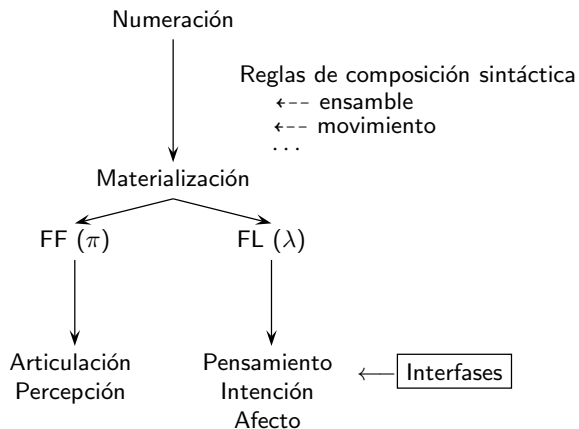 Numeración
Reglas de composición sintáctica
ensamble
movimiento
...
Materialización
FF (π)
FL (λ)
Articulación
Percepción
Pensamiento
Intención
Afecto
Interfases